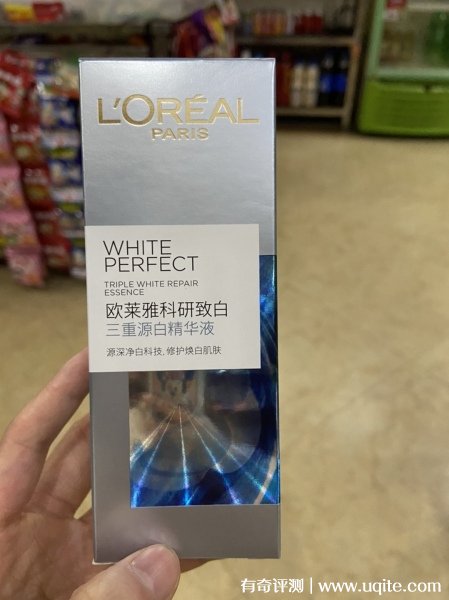 L'ORÉAL
PARIS
WHITE
PERFECT
TRIPLE WHITE REPAIR
ESSENCE
欧莱雅科研致白
三重源白精华液
源深净白科技,修护焕白肌肤
有奇评测 | www.uqite.com